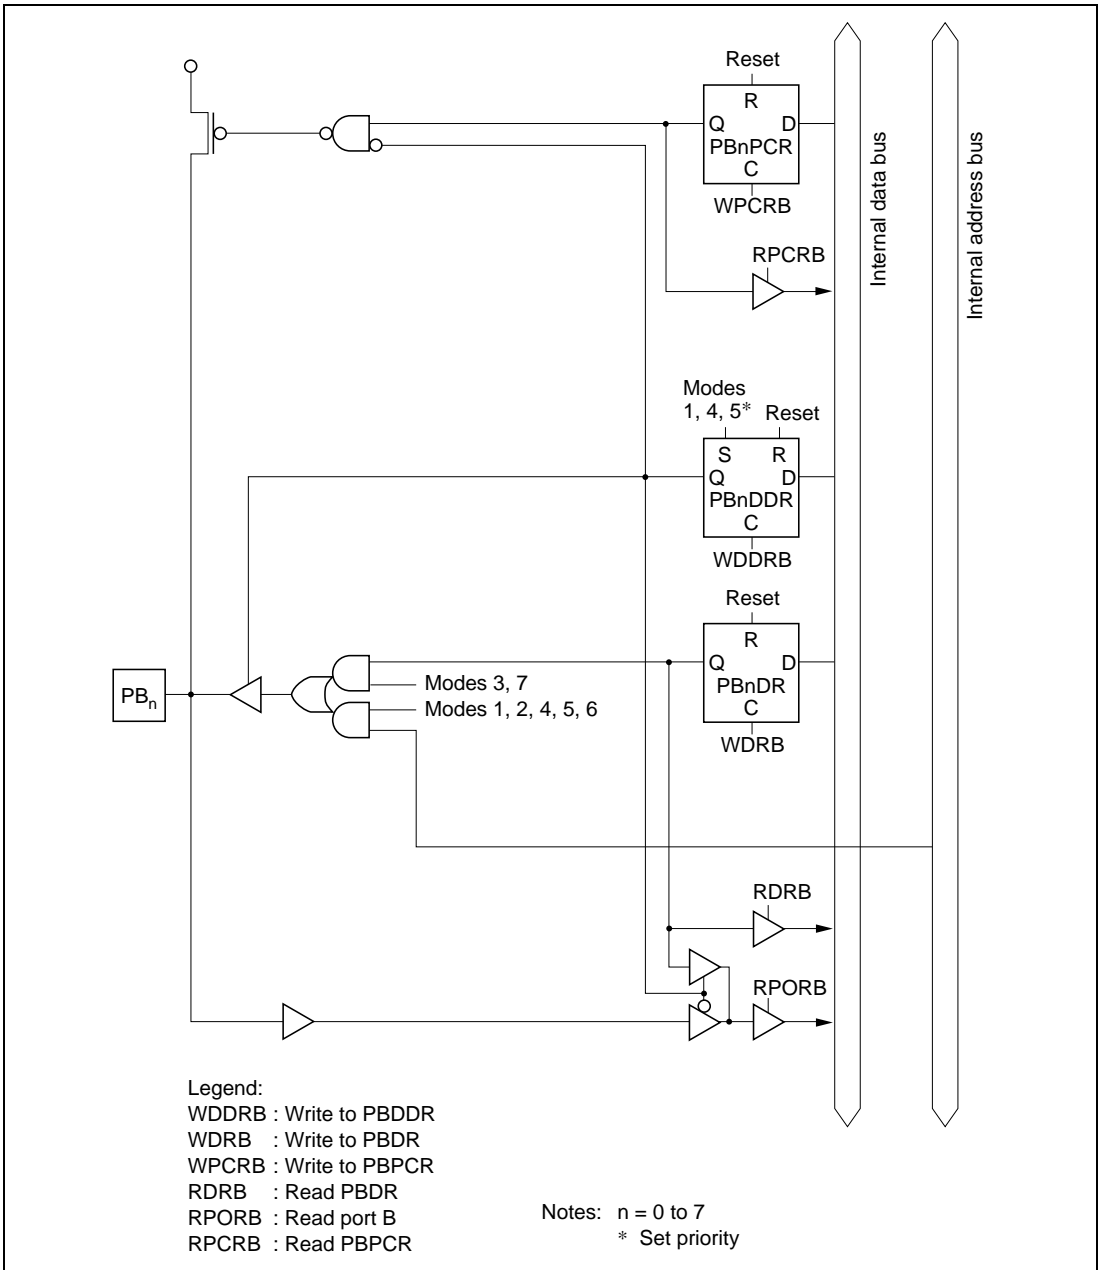 Reset
R
Q D
PBnPCR
C
WPCRB
RPCRB
Internal data bus
Internal address bus
Modes
1, 4, 5* Reset
S R
Q D
PBnDDR
C
WDDRB
Reset
R
Q D
PBnDR
C
WDRB
PBn
Modes 3, 7
Modes 1, 2, 4, 5, 6
RDRB
RPORB
Legend:
WDDRB : Write to PBDDR
WDRB : Write to PBDR
WPCRB : Write to PBPCR
RDRB : Read PBDR
RPORB : Read port B
RPCRB : Read PBPCR
Notes: n = 0 to 7
* Set priority